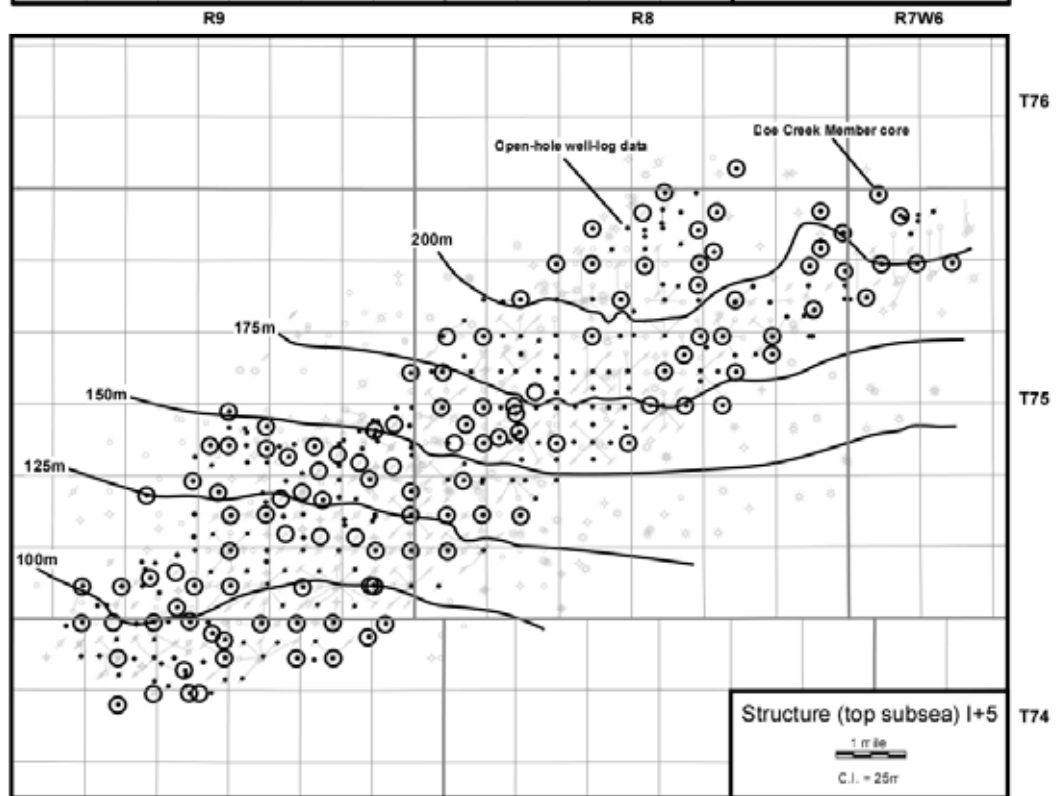 R9 R8 R7W6
T76
Doe Creek Member core
Open-hole well-log data
200m
175m
150m
T75
125m
100m
T74
Structure (top subsea) I+5
1 mile
C.I. = 25m